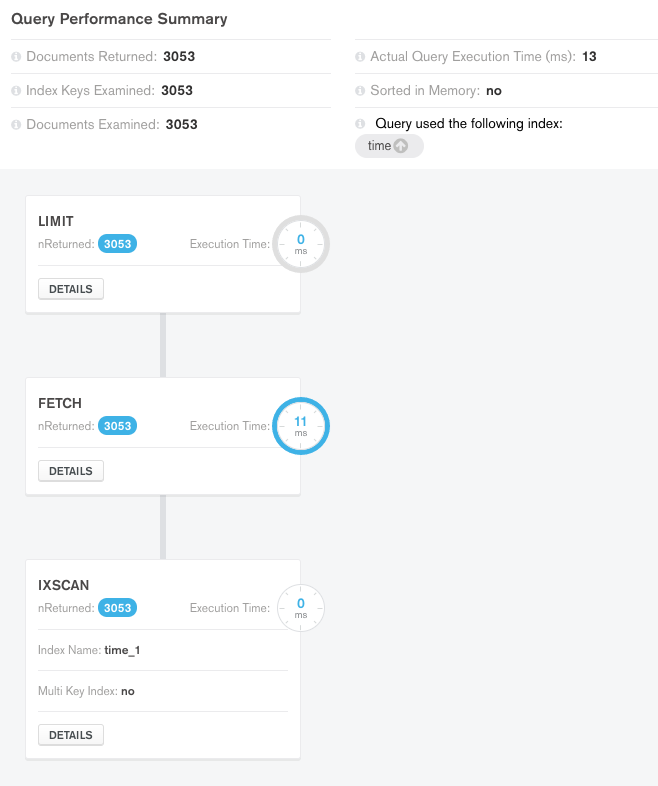 Query Performance Summary
Documents Returned: 3053
Actual Query Execution Time (ms): 13
Index Keys Examined: 3053
Sorted in Memory: no
Documents Examined: 3053
Query used the following index:
time
LIMIT
nReturned: 3053 Execution Time: 0 ms
DETAILS
FETCH
nReturned: 3053 Execution Time: 11 ms
DETAILS
IXSCAN
nReturned: 3053 Execution Time: 0 ms
Index Name: time_1
Multi Key Index: no
DETAILS